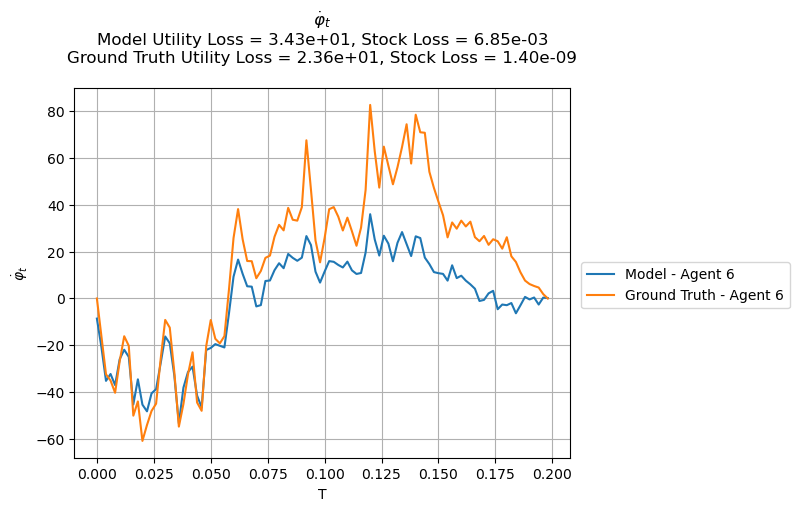 φ̇_t
Model Utility Loss = 3.43e+01, Stock Loss = 6.85e-03
Ground Truth Utility Loss = 2.36e+01, Stock Loss = 1.40e-09
φ̇_t
80
60
40
20
0
−20
−40
−60
0.000 0.025 0.050 0.075 0.100 0.125 0.150 0.175 0.200
T
Model - Agent 6
Ground Truth - Agent 6